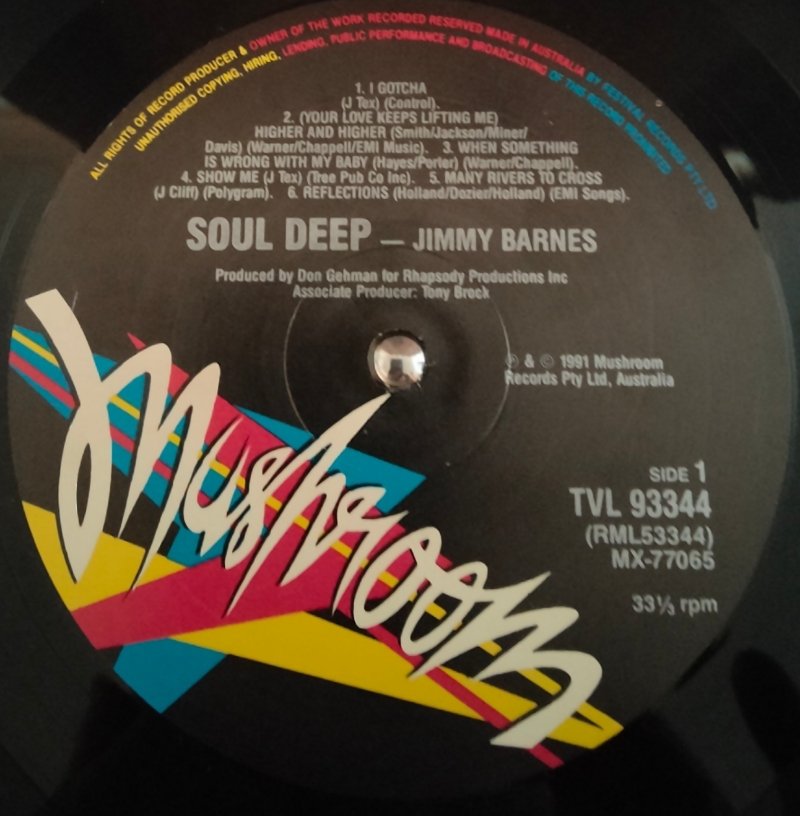 ALL RIGHTS OF RECORD PRODUCER & OWNER OF THE WORK RECORDED RESERVED MADE IN AUSTRALIA BY FESTIVAL RECORDS PTY LTD
UNAUTHORISED COPYING, HIRING, LENDING, PUBLIC PERFORMANCE AND BROADCASTING OF THIS RECORD PROHIBITED
1. I GOTCHA
(J Tex) (Control).
2. (YOUR LOVE KEEPS LIFTING ME)
HIGHER AND HIGHER (Smith/Jackson/Miner/
Davis) (Warner/Chappell/EMI Music). 3. WHEN SOMETHING
IS WRONG WITH MY BABY (Hayes/Porter) (Warner/Chappell).
4. SHOW ME (J Tex) (Tree Pub Co Inc). 5. MANY RIVERS TO CROSS
(J Cliff) (Polygram). 6. REFLECTIONS (Holland/Dozier/Holland) (EMI Songs).
SOUL DEEP – JIMMY BARNES
Produced by Don Gehman for Rhapsody Productions Inc
Associate Producer: Tony Brock
℗ & © 1991 Mushroom
Records Pty Ltd, Australia
Mushroom
SIDE 1
TVL 93344
(RML53344)
MX-77065
33⅓ rpm